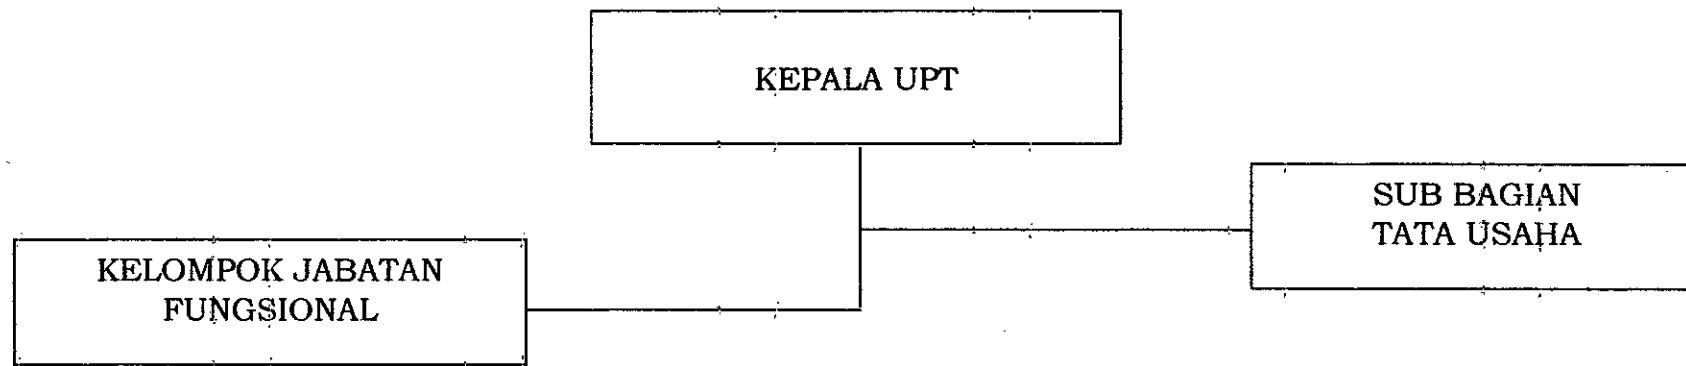 KEPALA UPT
SUB BAGIAN
TATA USAHA
KELOMPOK JABATAN
FUNGSIONAL